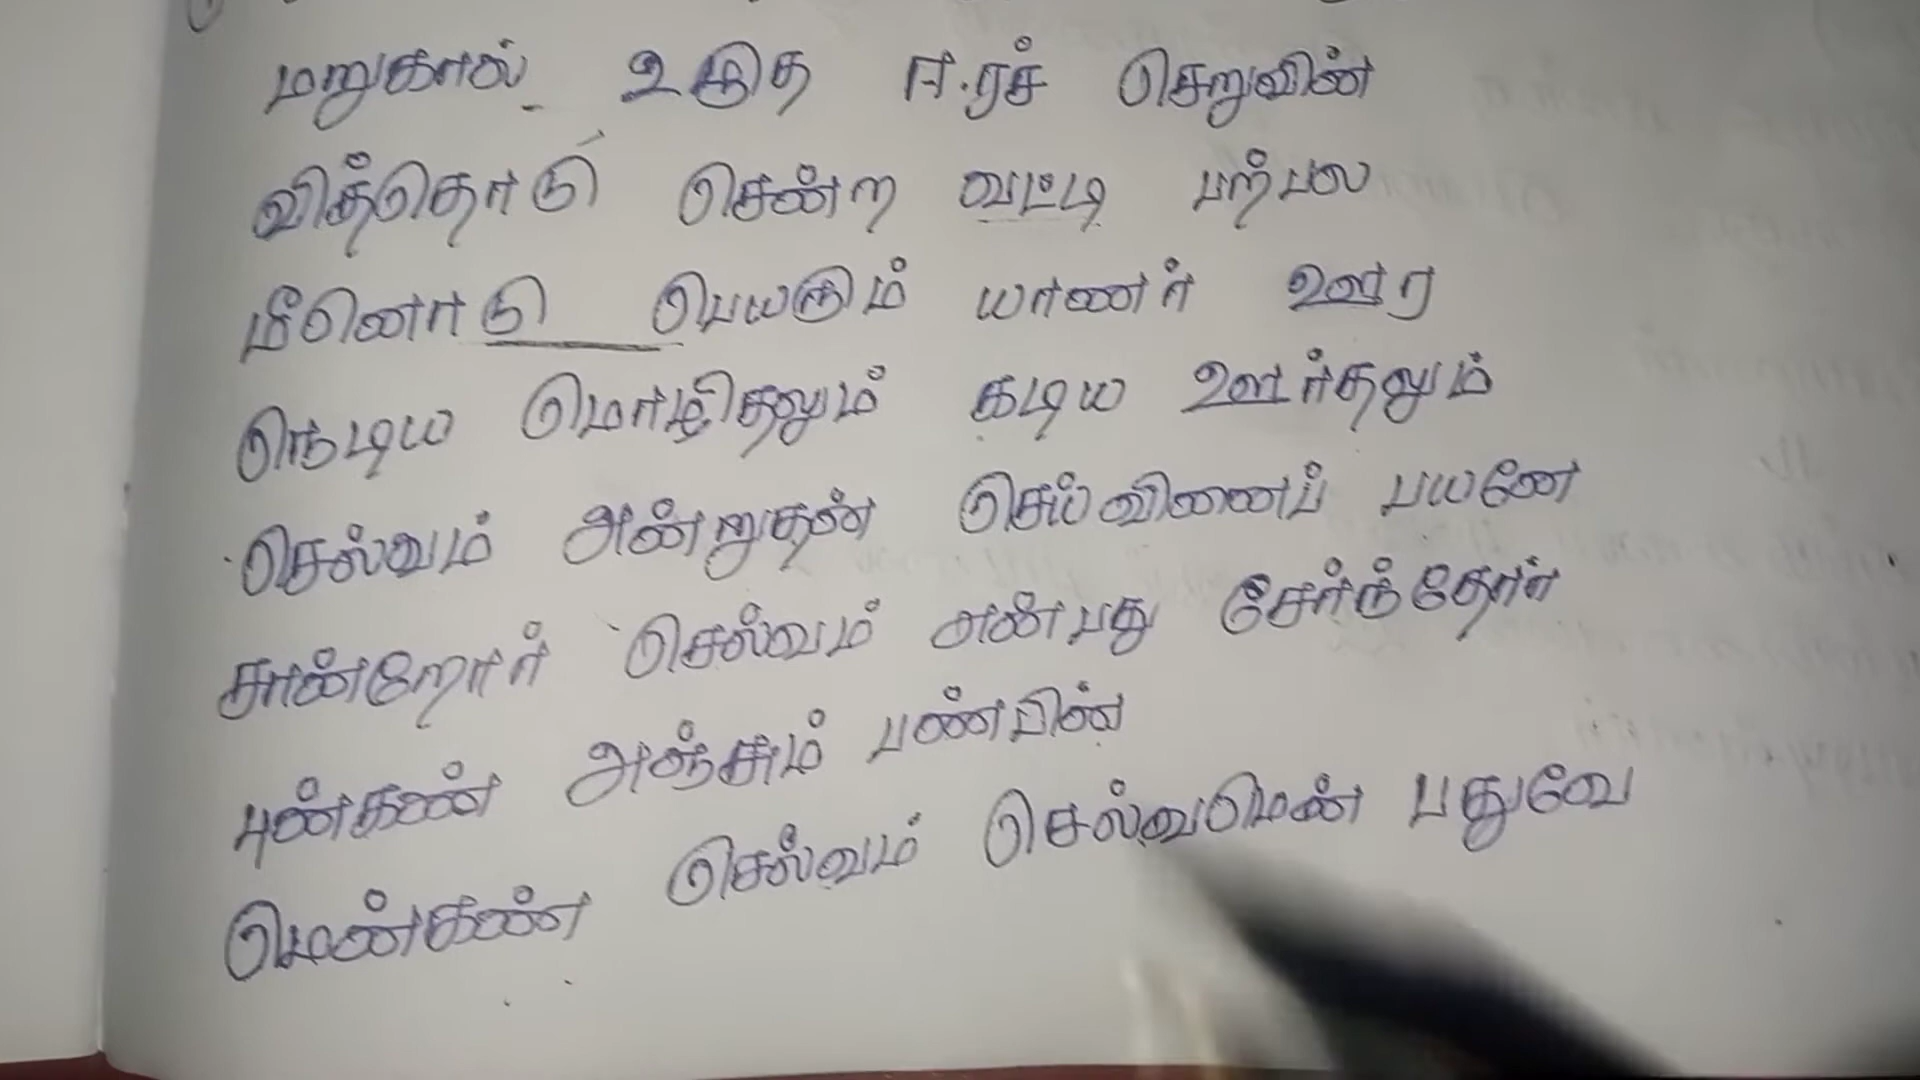 மறுகால் உழுத ஈரச் செறுவின்
வித்தொடு சென்ற வட்டி பற்பல
மீனொடு பெயரும் யாணர் ஊர
நெடிய மொழிதலும் கடிய ஊர்தலும்
செல்வம் அன்றுதன் செய்வினைப் பயனே
சான்றோர் செல்வம் என்பது சேர்ந்தோர்
புன்கண் அஞ்சும் பண்பின்
மென்கண் செல்வம் செல்வமென் பதுவே